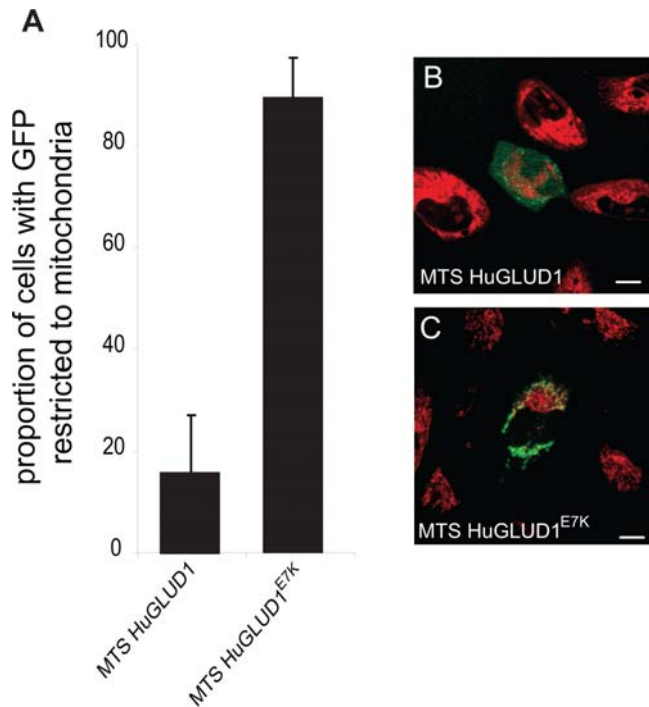 A
proportion of cells with GFP
restricted to mitochondria
100
80
60
40
20
0
MTS HuGLUD1
MTS HuGLUD1E7K
B
MTS HuGLUD1
C
MTS HuGLUD1E7K